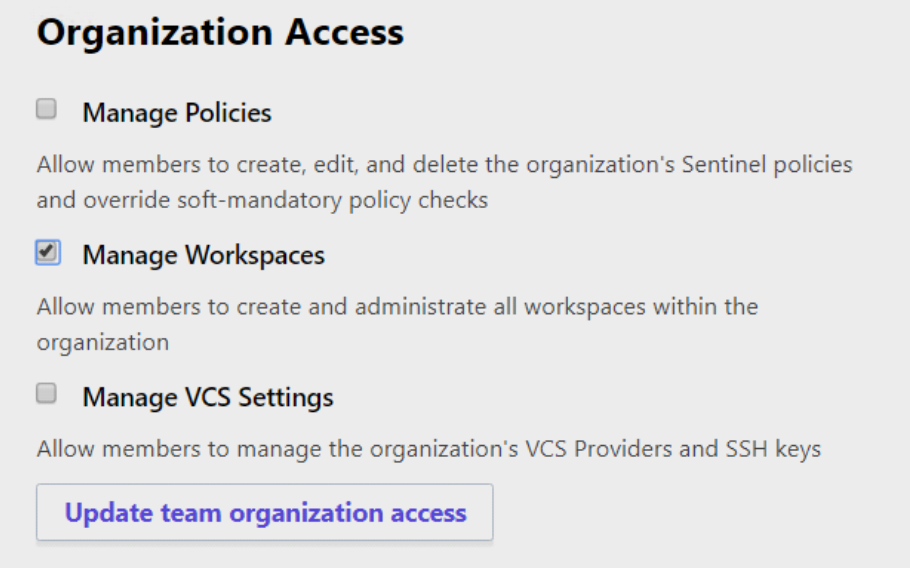 Organization Access
Manage Policies
Allow members to create, edit, and delete the organization's Sentinel policies
and override soft-mandatory policy checks
Manage Workspaces
Allow members to create and administrate all workspaces within the
organization
Manage VCS Settings
Allow members to manage the organization's VCS Providers and SSH keys
Update team organization access